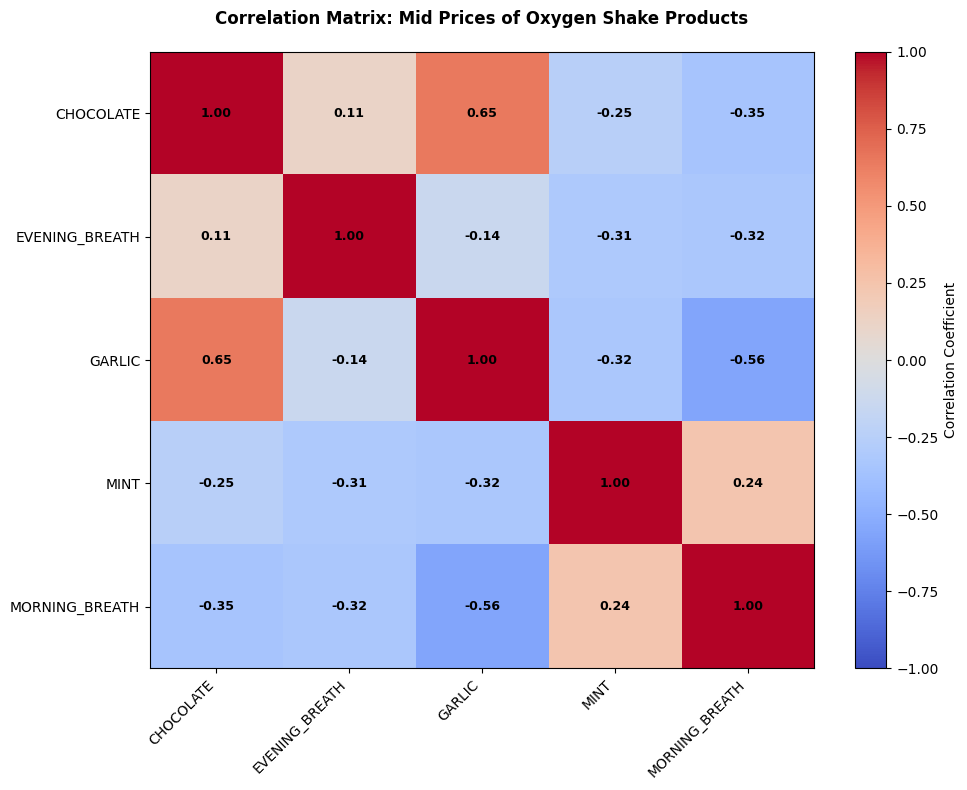 Correlation Matrix: Mid Prices of Oxygen Shake Products
CHOCOLATE 1.00 0.11 0.65 -0.25 -0.35
EVENING_BREATH 0.11 1.00 -0.14 -0.31 -0.32
GARLIC 0.65 -0.14 1.00 -0.32 -0.56
MINT -0.25 -0.31 -0.32 1.00 0.24
MORNING_BREATH -0.35 -0.32 -0.56 0.24 1.00
CHOCOLATE EVENING_BREATH GARLIC MINT MORNING_BREATH
1.00
0.75
0.50
0.25
0.00
−0.25
−0.50
−0.75
−1.00
Correlation Coefficient